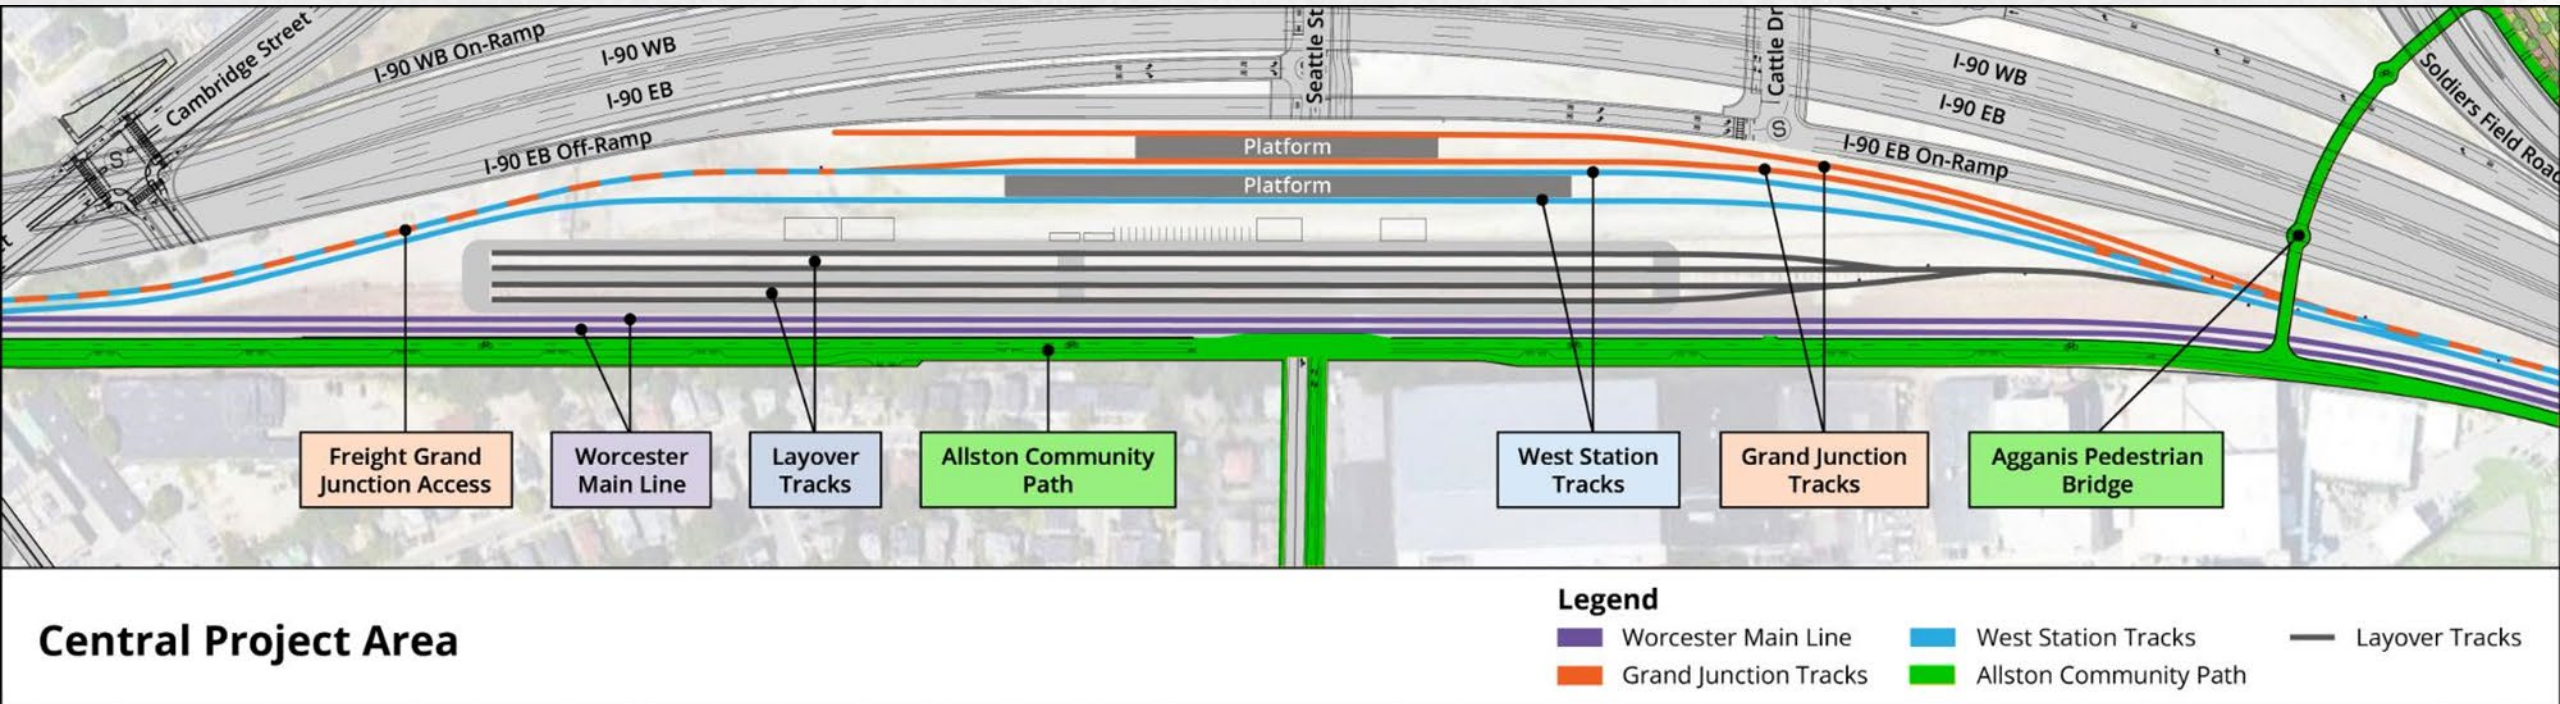 Cambridge Street
I-90 WB On-Ramp
I-90 WB
I-90 EB
I-90 EB Off-Ramp
Seattle St
Cattle Dr
I-90 WB
I-90 EB
I-90 EB On-Ramp
Soldiers Field Road
S
S
et
Platform
Platform
Freight Grand
Junction Access
Worcester
Main Line
Layover
Tracks
Allston Community
Path
West Station
Tracks
Grand Junction
Tracks
Agganis Pedestrian
Bridge
Central Project Area
Legend
Worcester Main Line
West Station Tracks
Layover Tracks
Grand Junction Tracks
Allston Community Path